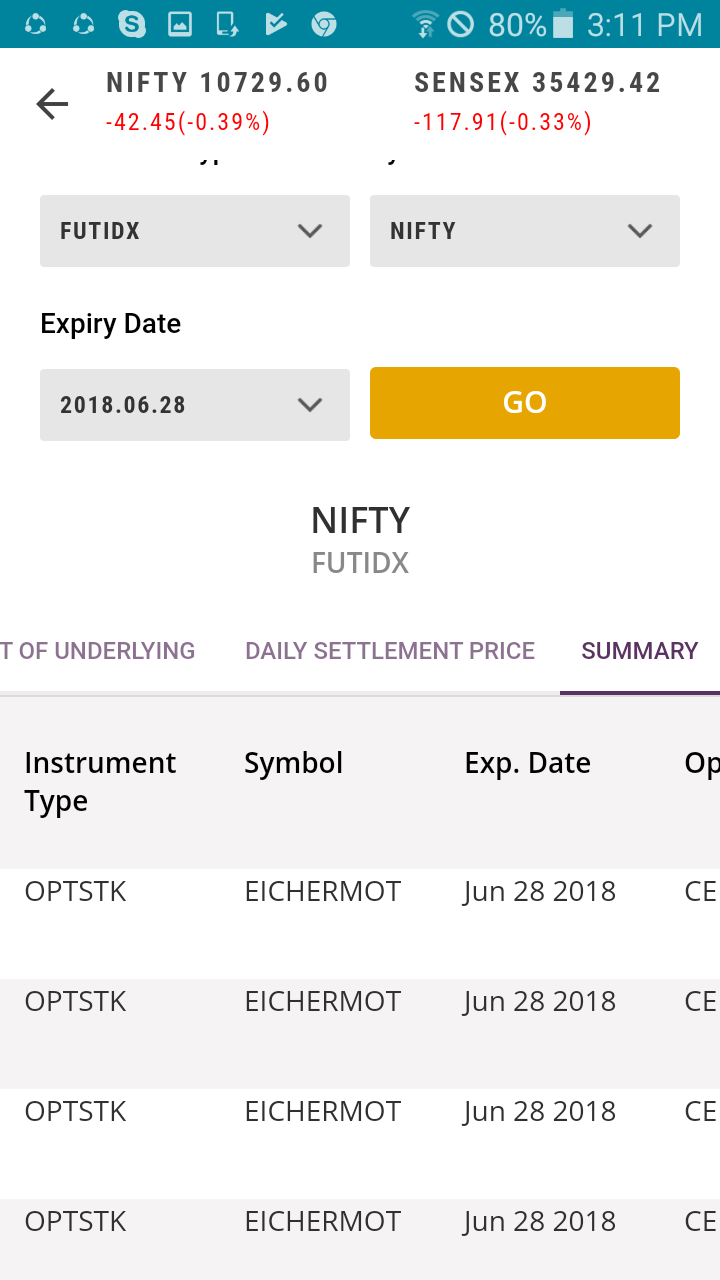 80% 3:11 PM
NIFTY 10729.60 SENSEX 35429.42
-42.45(-0.39%) -117.91(-0.33%)
FUTIDX NIFTY
Expiry Date
2018.06.28 GO
NIFTY
FUTIDX
T OF UNDERLYING DAILY SETTLEMENT PRICE SUMMARY
Instrument Symbol Exp. Date Op
Type
OPTSTK EICHERMOT Jun 28 2018 CE
OPTSTK EICHERMOT Jun 28 2018 CE
OPTSTK EICHERMOT Jun 28 2018 CE
OPTSTK EICHERMOT Jun 28 2018 CE